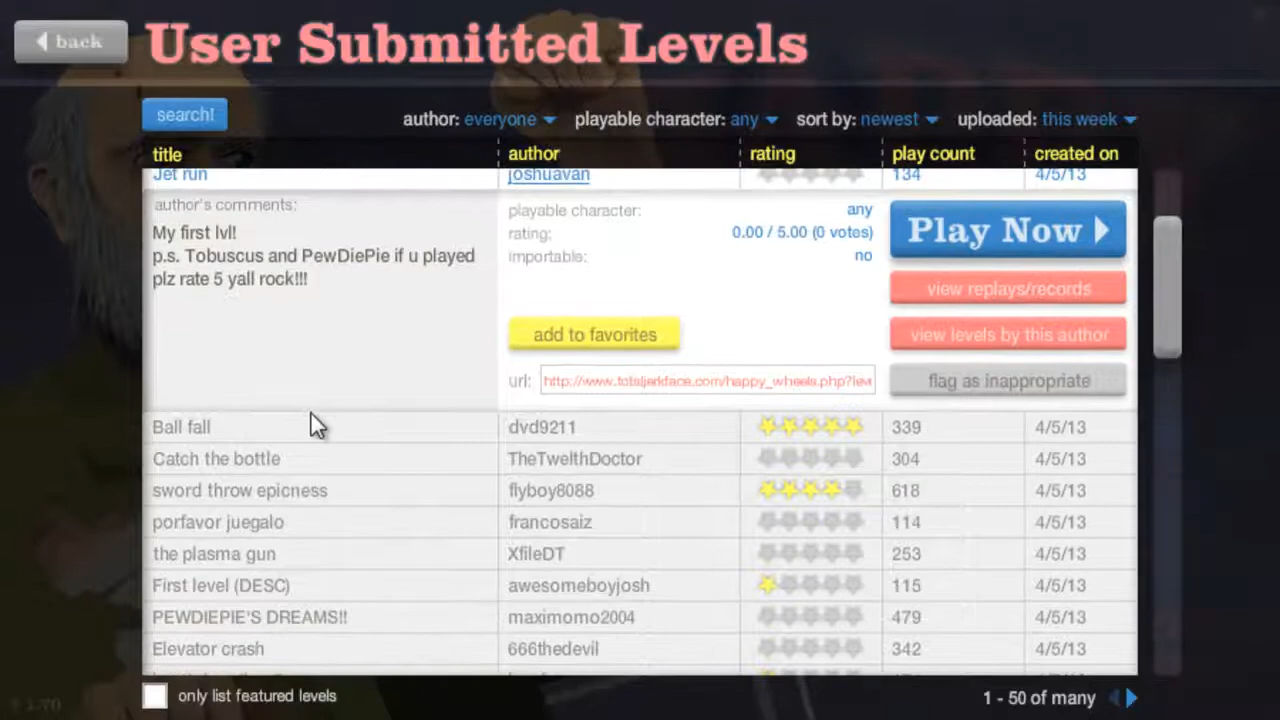 back
User Submitted Levels
search!
author: everyone playable character: any sort by: newest uploaded: this week
title author rating play count created on
Jet run joshuavan 134 4/5/13
author's comments:
My first lvl!
p.s. Tobuscus and PewDiePie if u played
plz rate 5 yall rock!!!
playable character: any
rating: 0.00 / 5.00 (0 votes)
importable: no
add to favorites
url: http://www.totaljerkface.com/happy_wheels.php?lev
Play Now
view replays/records
view levels by this author
flag as inappropriate
Ball fall dvd9211 339 4/5/13
Catch the bottle TheTwelthDoctor 304 4/5/13
sword throw epicness flyboy8088 618 4/5/13
porfavor juegalo francosaiz 114 4/5/13
the plasma gun XfileDT 253 4/5/13
First level (DESC) awesomeboyjosh 115 4/5/13
PEWDIEPIE'S DREAMS!! maximomo2004 479 4/5/13
Elevator crash 666thedevil 342 4/5/13
only list featured levels
1 - 50 of many